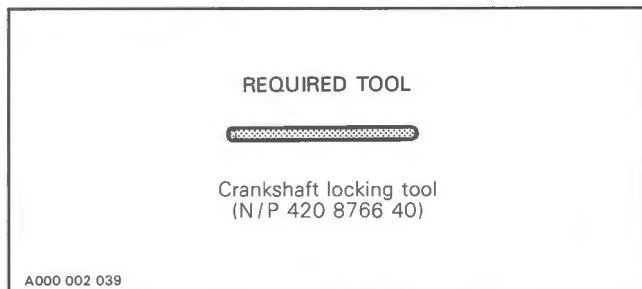 REQUIRED TOOL
Crankshaft locking tool
(N/P 420 8766 40)
A000 002 039